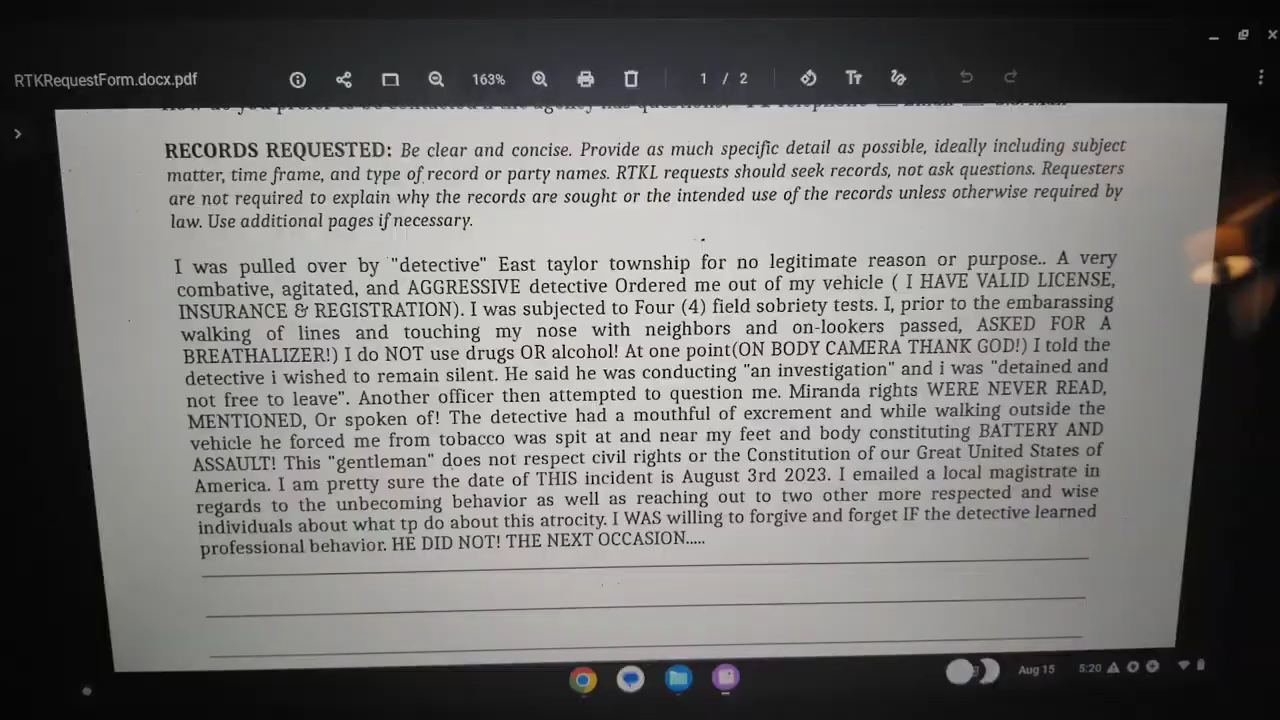 RTKRequestForm.docx.pdf
163%
1 / 2
RECORDS REQUESTED: Be clear and concise. Provide as much specific detail as possible, ideally including subject
matter, time frame, and type of record or party names. RTKL requests should seek records, not ask questions. Requesters
are not required to explain why the records are sought or the intended use of the records unless otherwise required by
law. Use additional pages if necessary.
I was pulled over by "detective" East taylor township for no legitimate reason or purpose.. A very
combative, agitated, and AGGRESSIVE detective Ordered me out of my vehicle ( I HAVE VALID LICENSE,
INSURANCE & REGISTRATION). I was subjected to Four (4) field sobriety tests. I, prior to the embarassing
walking of lines and touching my nose with neighbors and on-lookers passed, ASKED FOR A
BREATHALIZER!) I do NOT use drugs OR alcohol! At one point(ON BODY CAMERA THANK GOD!) I told the
detective i wished to remain silent. He said he was conducting "an investigation" and i was "detained and
not free to leave". Another officer then attempted to question me. Miranda rights WERE NEVER READ,
MENTIONED, Or spoken of! The detective had a mouthful of excrement and while walking outside the
vehicle he forced me from tobacco was spit at and near my feet and body constituting BATTERY AND
ASSAULT! This "gentleman" does not respect civil rights or the Constitution of our Great United States of
America. I am pretty sure the date of THIS incident is August 3rd 2023. I emailed a local magistrate in
regards to the unbecoming behavior as well as reaching out to two other more respected and wise
individuals about what tp do about this atrocity. I WAS willing to forgive and forget IF the detective learned
professional behavior. HE DID NOT! THE NEXT OCCASION.....
Aug 15
5:20